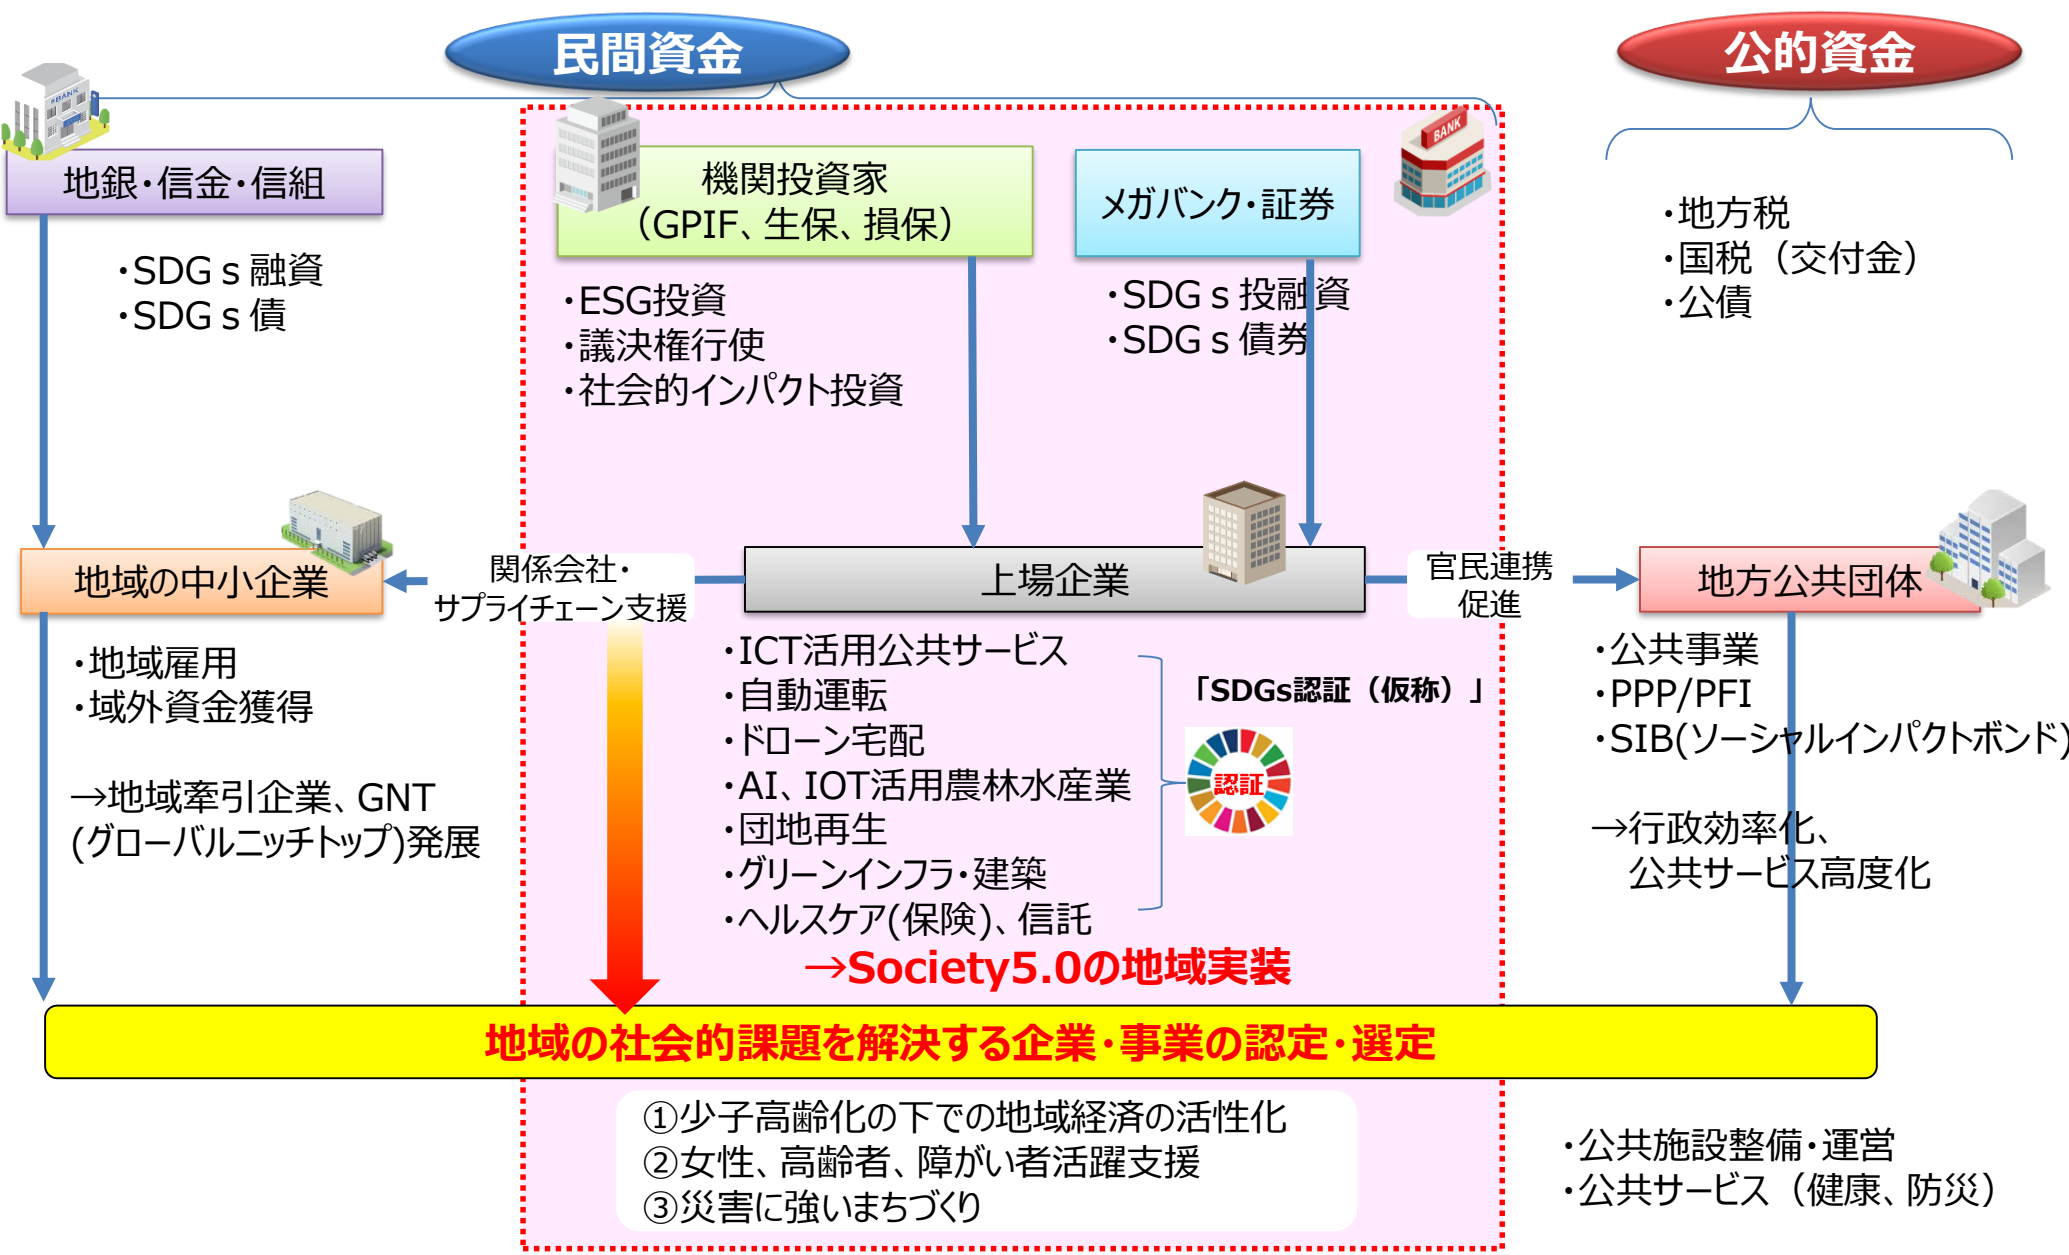 民間資金
公的資金
BANK
地銀・信金・信組
・SDGｓ融資
・SDGｓ債
機関投資家
（GPIF、生保、損保）
・ESG投資
・議決権行使
・社会的インパクト投資
メガバンク・証券
BANK
・SDGｓ投融資
・SDGｓ債券
・地方税
・国税（交付金）
・公債
地域の中小企業
関係会社・
サプライチェーン支援
上場企業
官民連携
促進
地方公共団体
・地域雇用
・域外資金獲得
→地域牽引企業、GNT
(グローバルニッチトップ)発展
・ICT活用公共サービス
・自動運転
・ドローン宅配
・AI、IOT活用農林水産業
・団地再生
・グリーンインフラ・建築
・ヘルスケア(保険)、信託
→Society5.0の地域実装
「SDGs認証（仮称）」
認証
・公共事業
・PPP/PFI
・SIB(ソーシャルインパクトボンド)
→行政効率化、
公共サービス高度化
地域の社会的課題を解決する企業・事業の認定・選定
①少子高齢化の下での地域経済の活性化
②女性、高齢者、障がい者活躍支援
③災害に強いまちづくり
・公共施設整備・運営
・公共サービス（健康、防災）